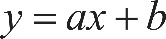 y = ax + b